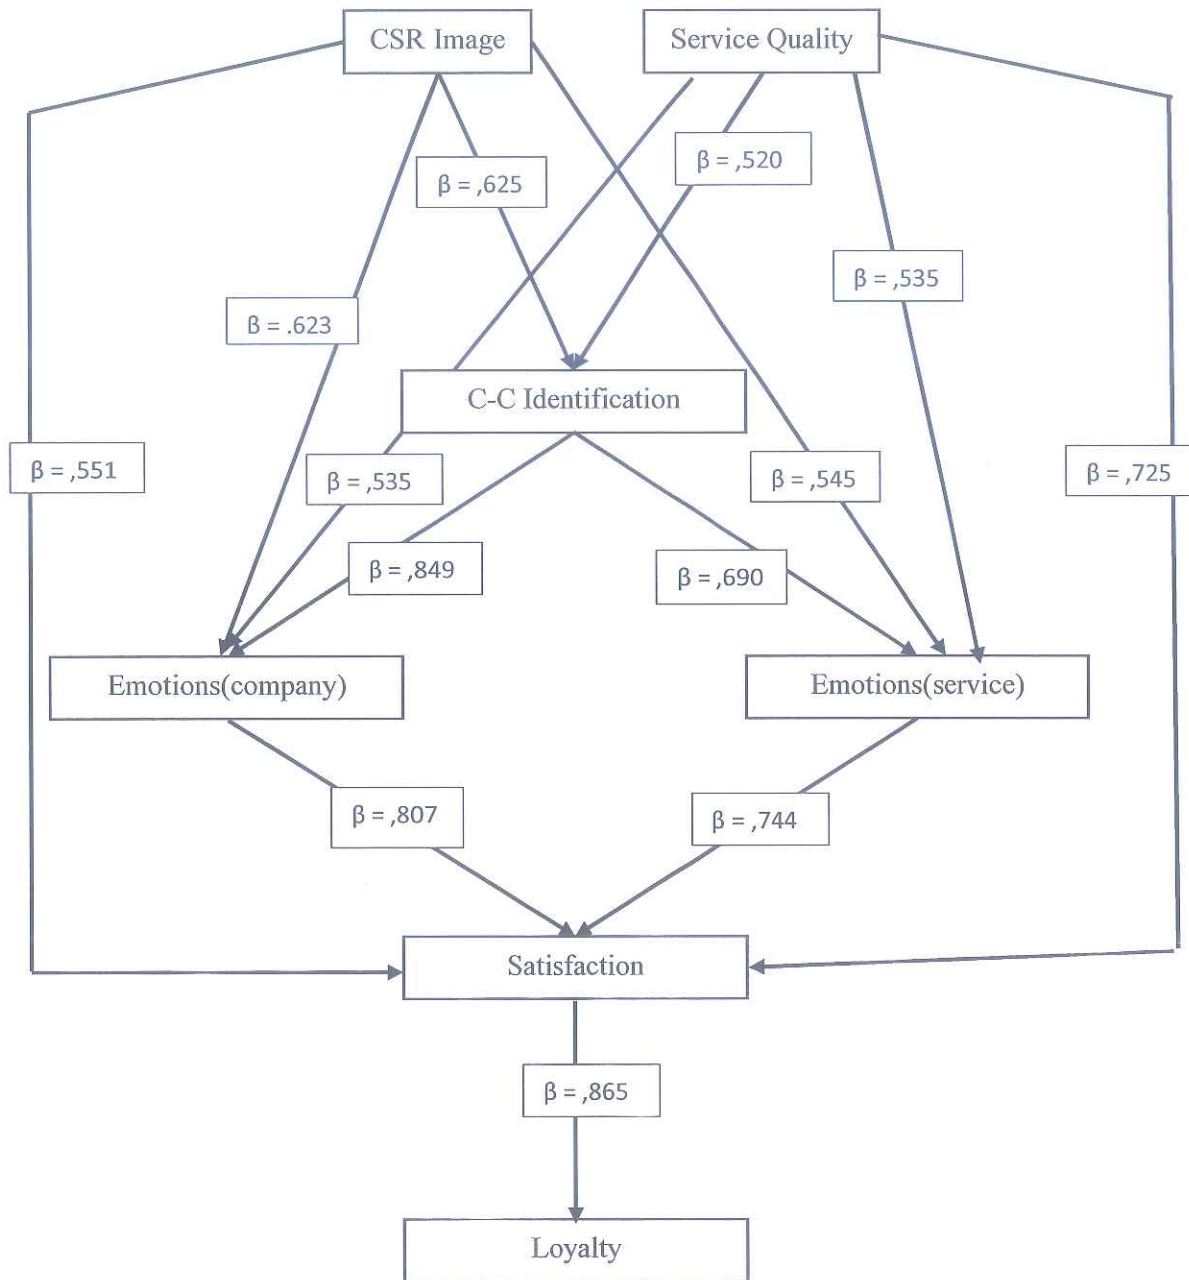 CSR Image
Service Quality
β = ,520
β = ,625
β = ,535
β = .623
C-C Identification
β = ,551
β = ,535
β = ,545
β = ,725
β = ,849
β = ,690
Emotions(company)
Emotions(service)
β = ,807
β = ,744
Satisfaction
β = ,865
Loyalty